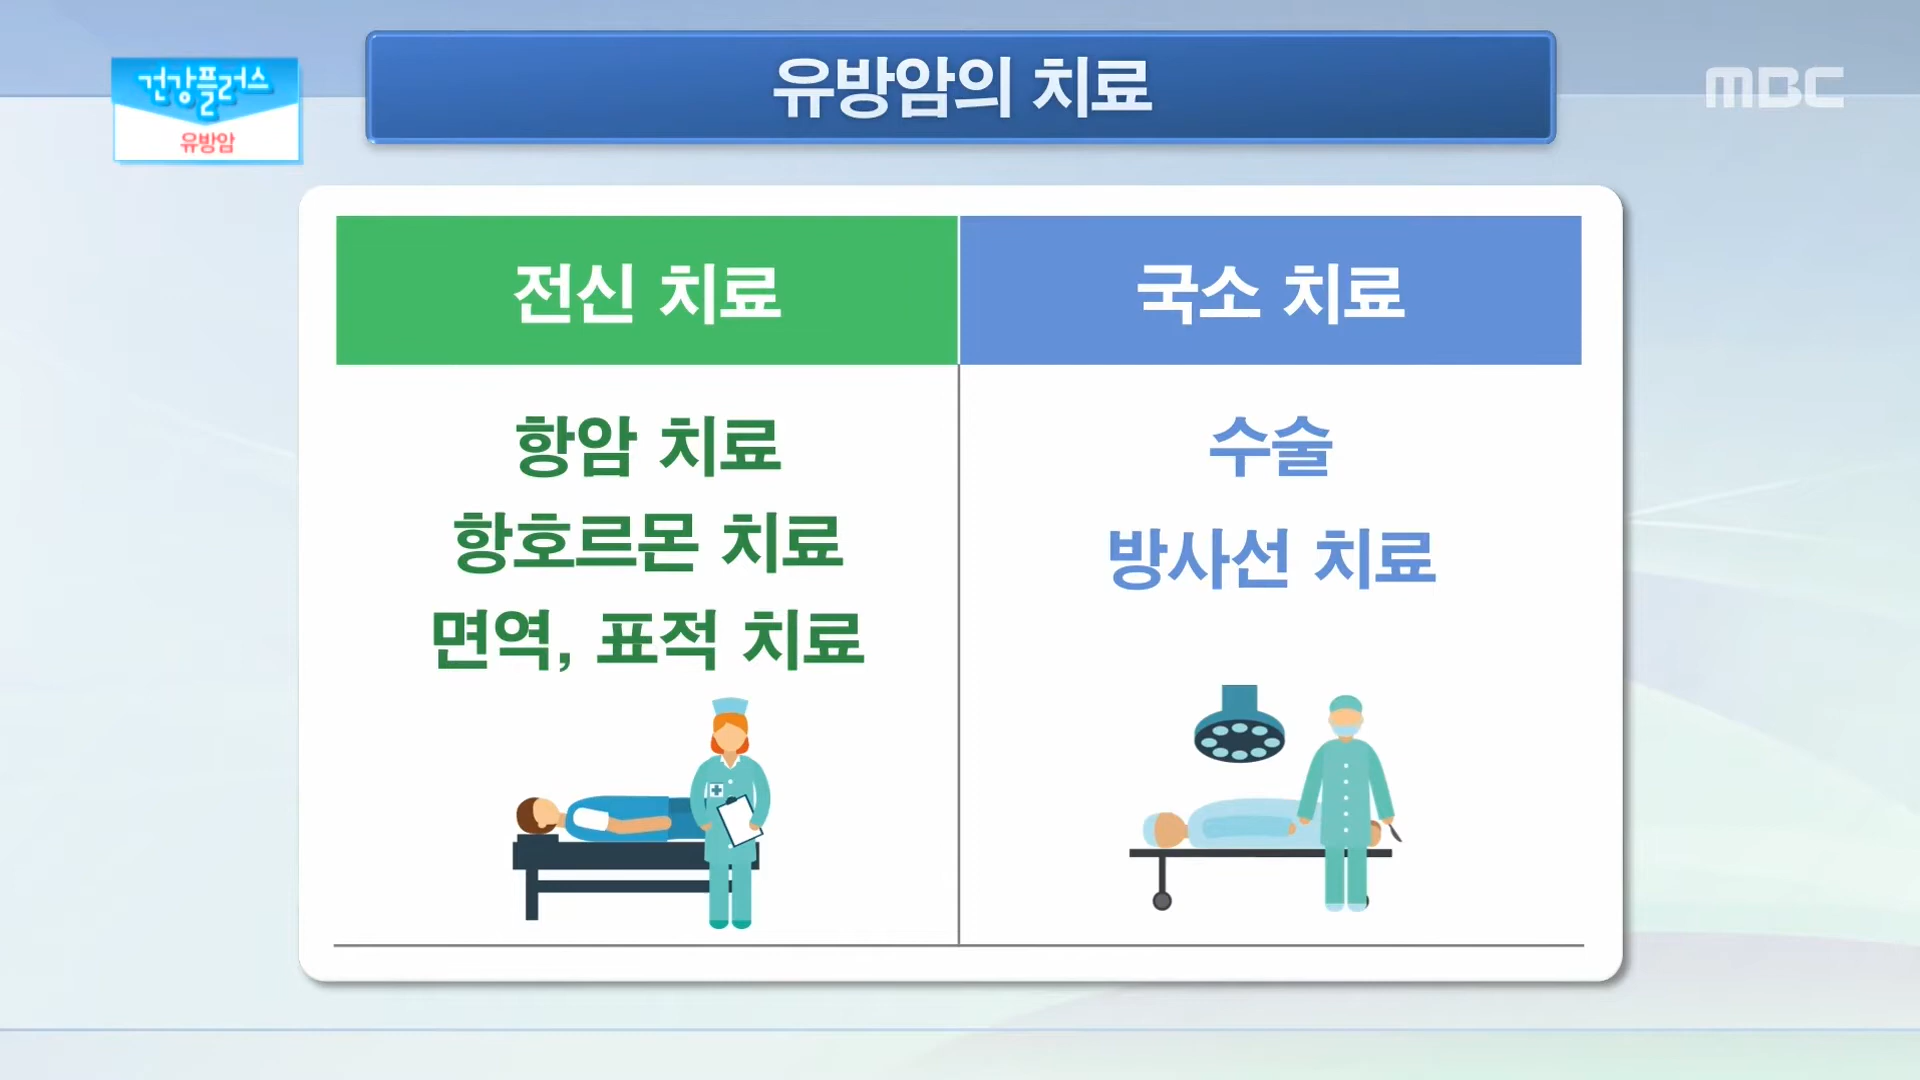 건강플러스
유방암
유방암의 치료
MBC
전신 치료
국소 치료
항암 치료
항호르몬 치료
면역, 표적 치료
수술
방사선 치료